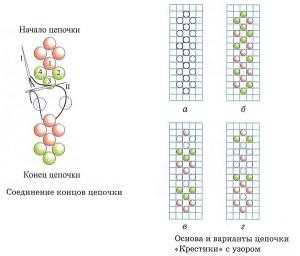 Начало цепочки
I
1
4 2
3
II
Конец цепочки
Соединение концов цепочки
а
б
в
г
Основа и варианты цепочки
«Крестики» с узором